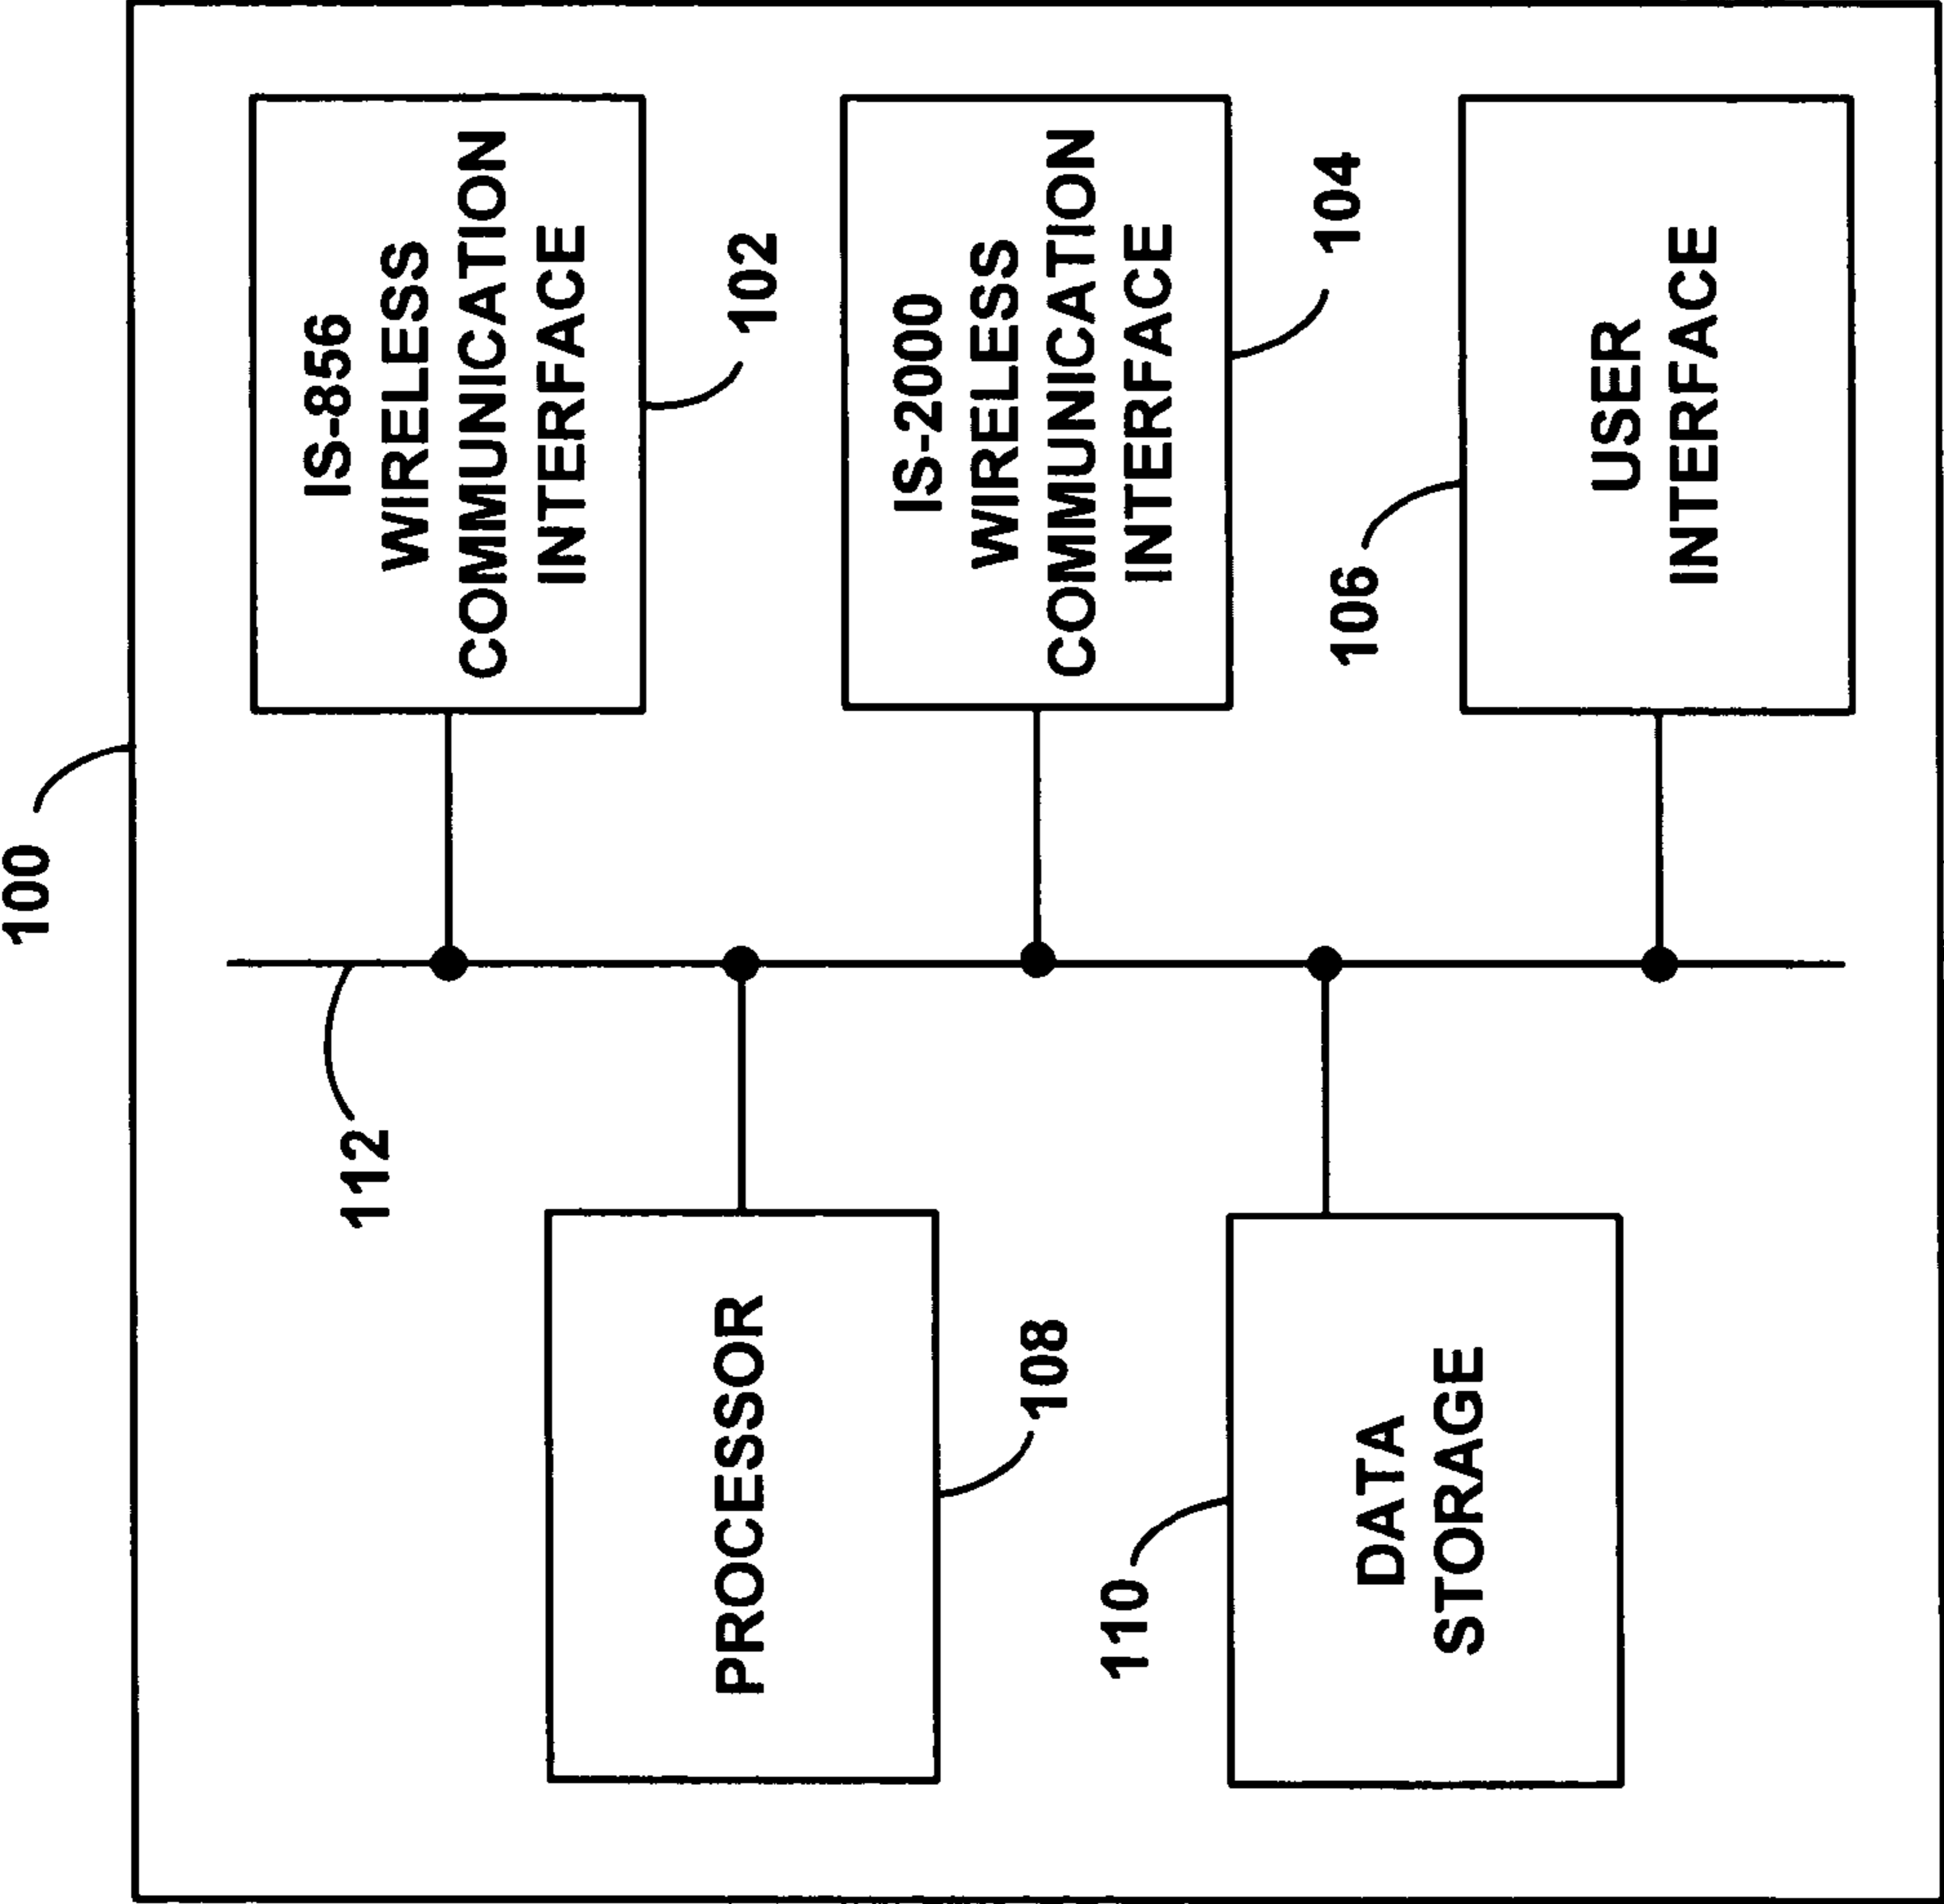 100
IS-856
WIRELESS
COMMUNICATION
INTERFACE
102
112
PROCESSOR
108
IS-2000
WIRELESS
COMMUNICATION
INTERFACE
104
110
DATA
STORAGE
106
USER
INTERFACE